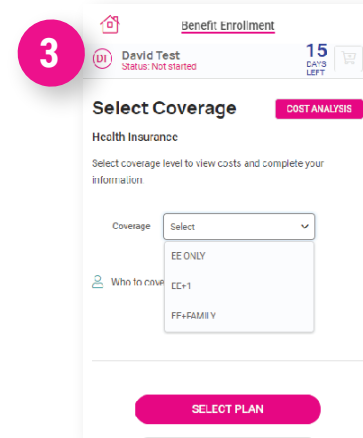 3
Benefit Enrollment
DT
David Test
Status: Not started
15
DAYS
LEFT
Select Coverage
COST ANALYSIS
Health Insurance
Select coverage level to view costs and complete your
information:
Coverage
Select
EE ONLY
Who to cove
EE+1
EE+FAMILY
SELECT PLAN